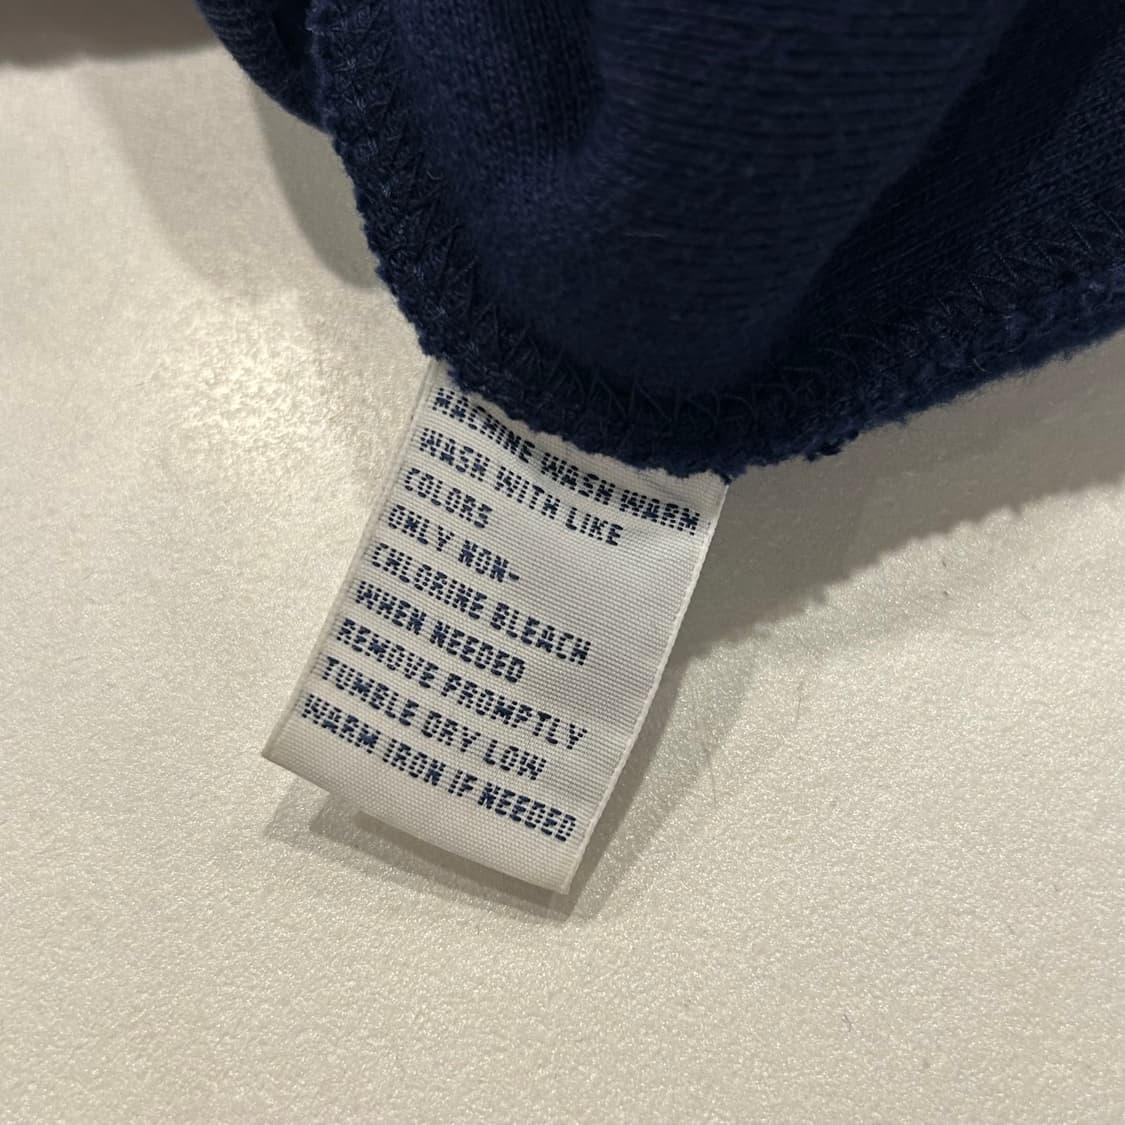 MACHINE WASH WARM
WASH WITH LIKE
COLORS
ONLY NON-
CHLORINE BLEACH
WHEN NEEDED
REMOVE PROMPTLY
TUMBLE DRY LOW
WARM IRON IF NEEDED